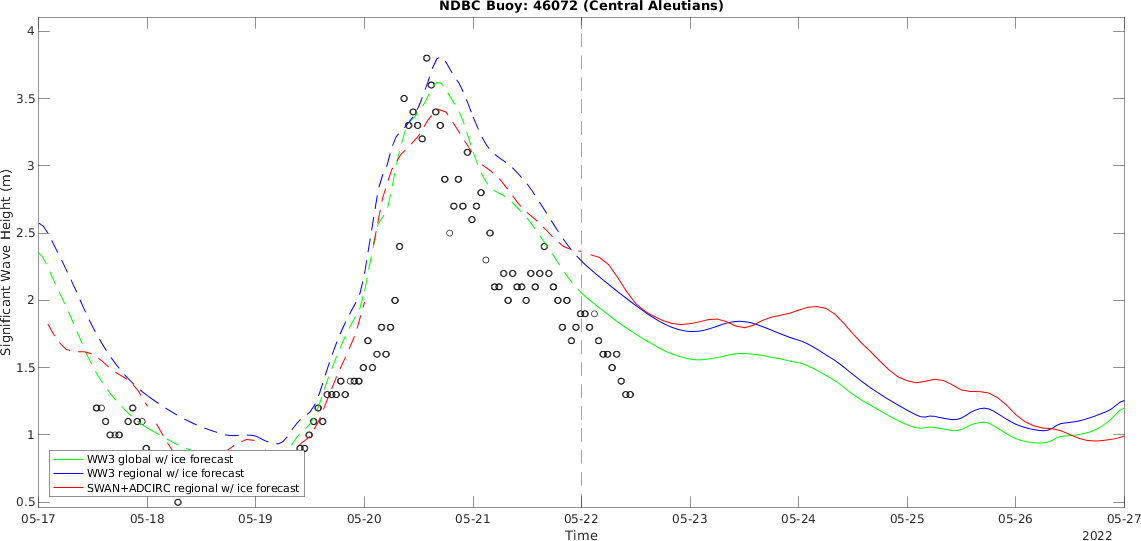 NDBC Buoy: 46072 (Central Aleutians)
4
3.5
3
2.5
2
1.5
1
0.5
Significant Wave Height (m)
WW3 global w/ ice forecast
WW3 regional w/ ice forecast
SWAN+ADCIRC regional w/ ice forecast
05-17 05-18 05-19 05-20 05-21 05-22 05-23 05-24 05-25 05-26 05-27
Time
2022